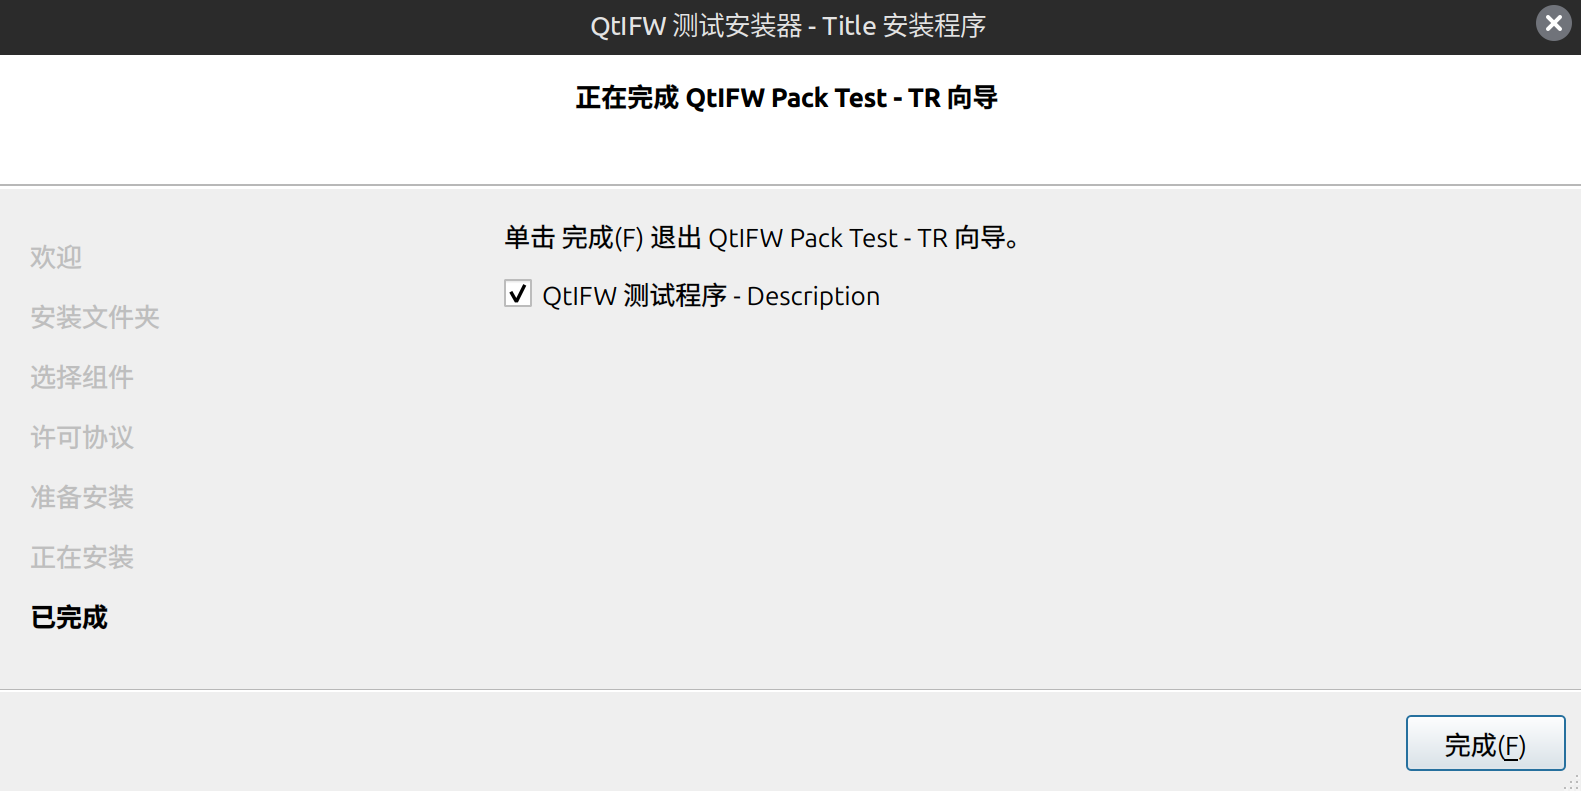 QtIFW 测试安装器 - Title 安装程序
正在完成 QtIFW Pack Test - TR 向导
欢迎
安装文件夹
选择组件
许可协议
准备安装
正在安装
已完成
单击 完成(F) 退出 QtIFW Pack Test - TR 向导。
QtIFW 测试程序 - Description
完成(F)